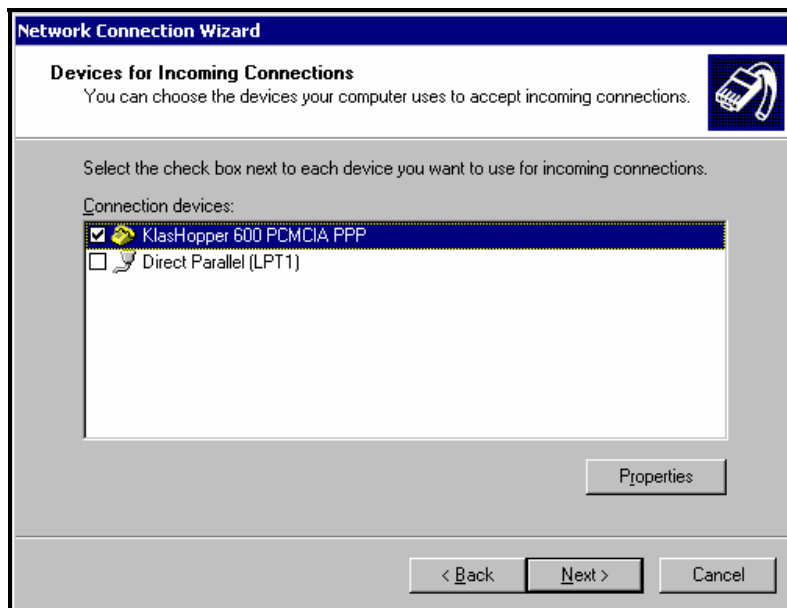 Network Connection Wizard
Devices for Incoming Connections
You can choose the devices your computer uses to accept incoming connections.
Select the check box next to each device you want to use for incoming connections.
Connection devices:
KlasHopper 600 PCMCIA PPP
Direct Parallel (LPT1)
Properties
< Back Next > Cancel